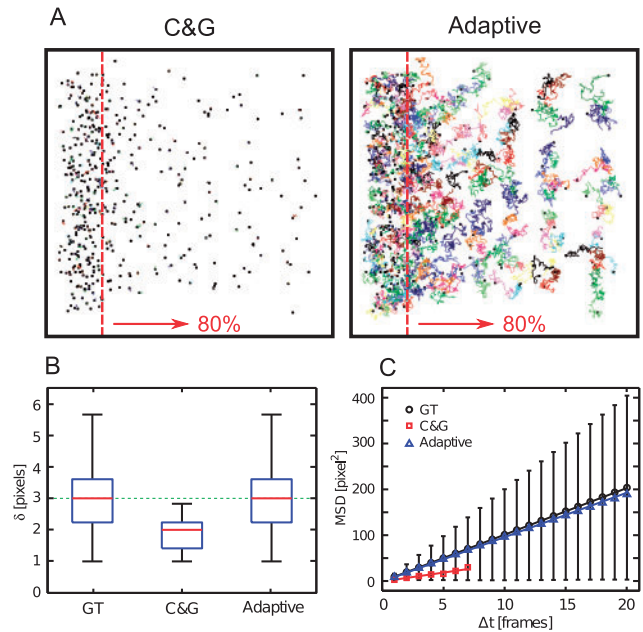 A
C&G
Adaptive
80%
80%
B
δ [pixels]
6
5
4
3
2
1
0
GT
C&G
Adaptive
C
MSD [pixel²]
400
300
200
100
0
GT
C&G
Adaptive
0
5
10
15
20
Δt [frames]